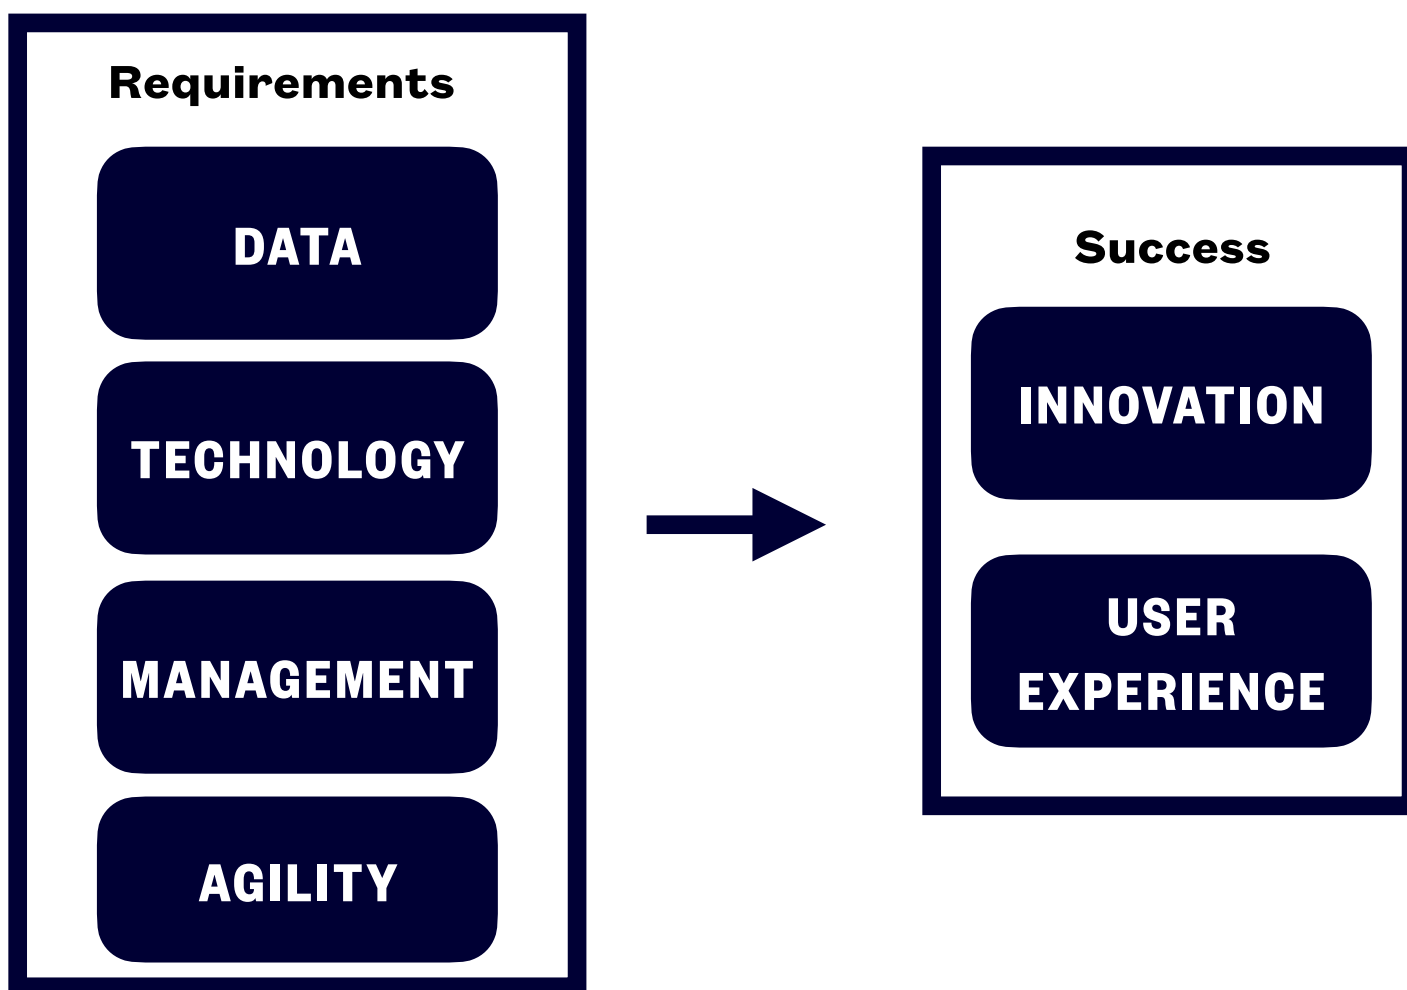 Requirements
DATA
TECHNOLOGY
MANAGEMENT
AGILITY
Success
INNOVATION
USER
EXPERIENCE